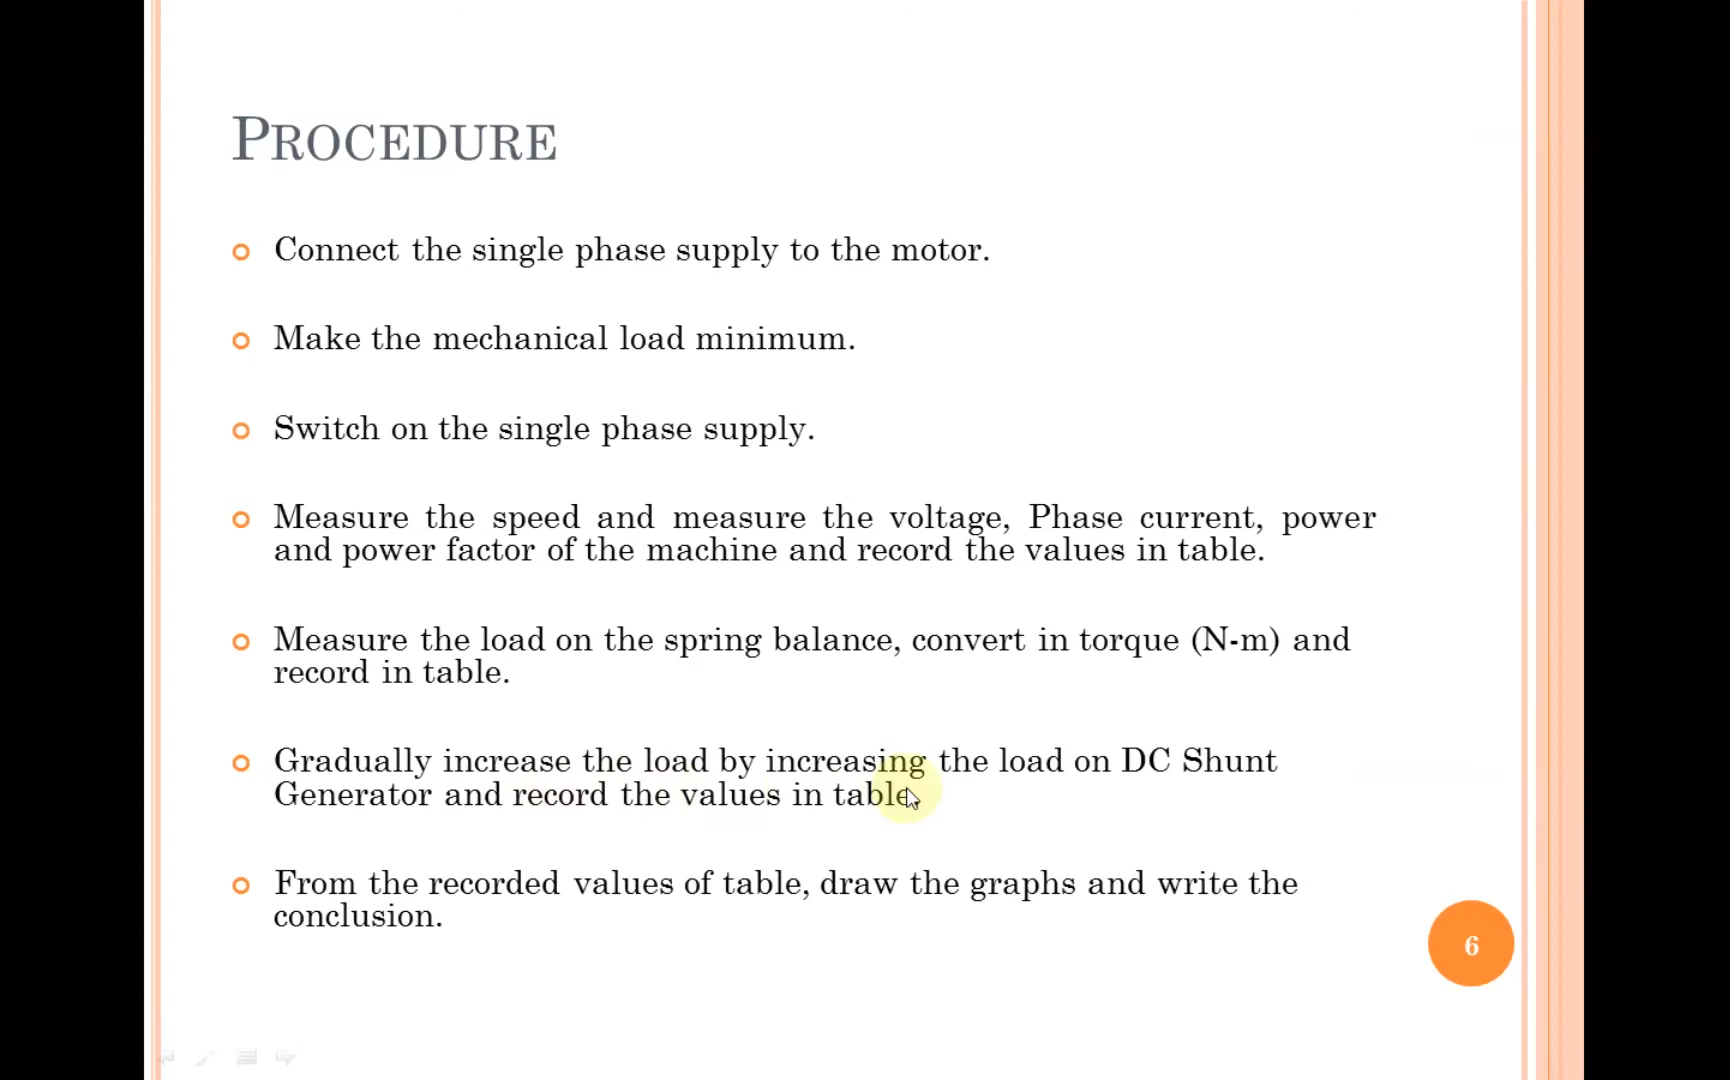 PROCEDURE
Connect the single phase supply to the motor.
Make the mechanical load minimum.
Switch on the single phase supply.
Measure the speed and measure the voltage, Phase current, power
and power factor of the machine and record the values in table.
Measure the load on the spring balance, convert in torque (N-m) and
record in table.
Gradually increase the load by increasing the load on DC Shunt
Generator and record the values in table.
From the recorded values of table, draw the graphs and write the
conclusion.
6